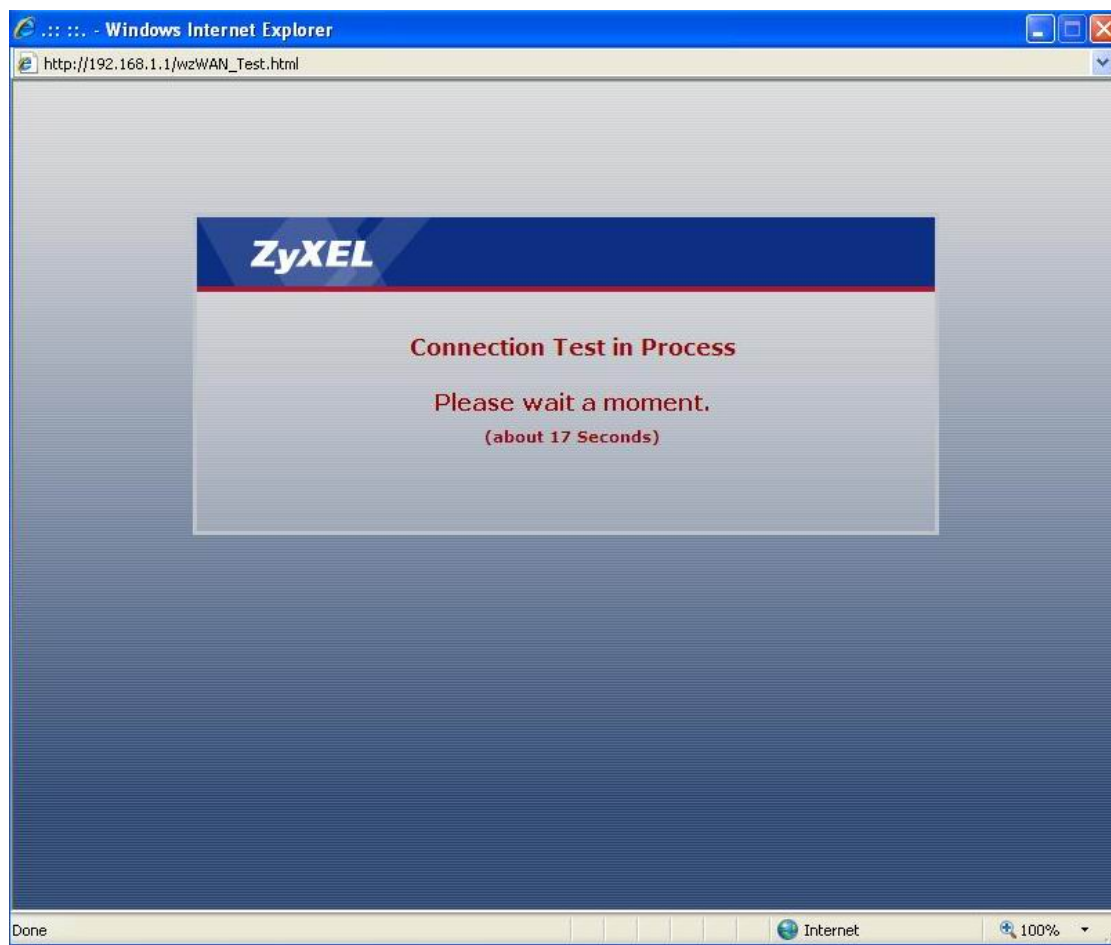 .:: ::. - Windows Internet Explorer
http://192.168.1.1/wzWAN_Test.html
ZyXEL
Connection Test in Process
Please wait a moment.
(about 17 Seconds)
Done
Internet
100%